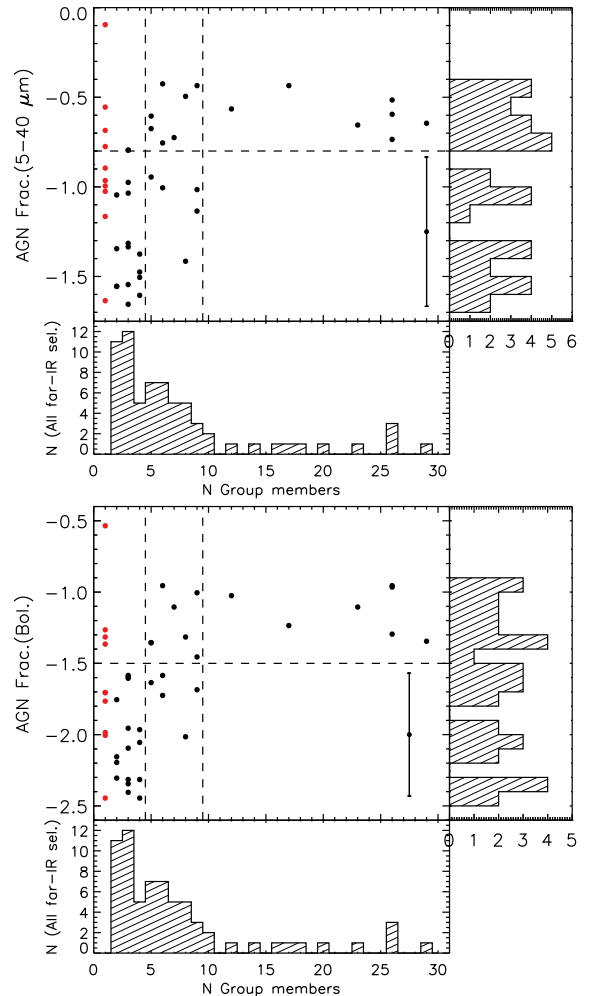 0.0
−0.5
−1.0
−1.5
AGN Frac.(5−40 μm)
0 1 2 3 4 5 6
12
10
8
6
4
2
0
N (All far−IR sel.)
0 5 10 15 20 25 30
N Group members
−0.5
−1.0
−1.5
−2.0
−2.5
AGN Frac.(Bol.)
0 1 2 3 4 5
12
10
8
6
4
2
0
N (All far−IR sel.)
0 5 10 15 20 25 30
N Group members